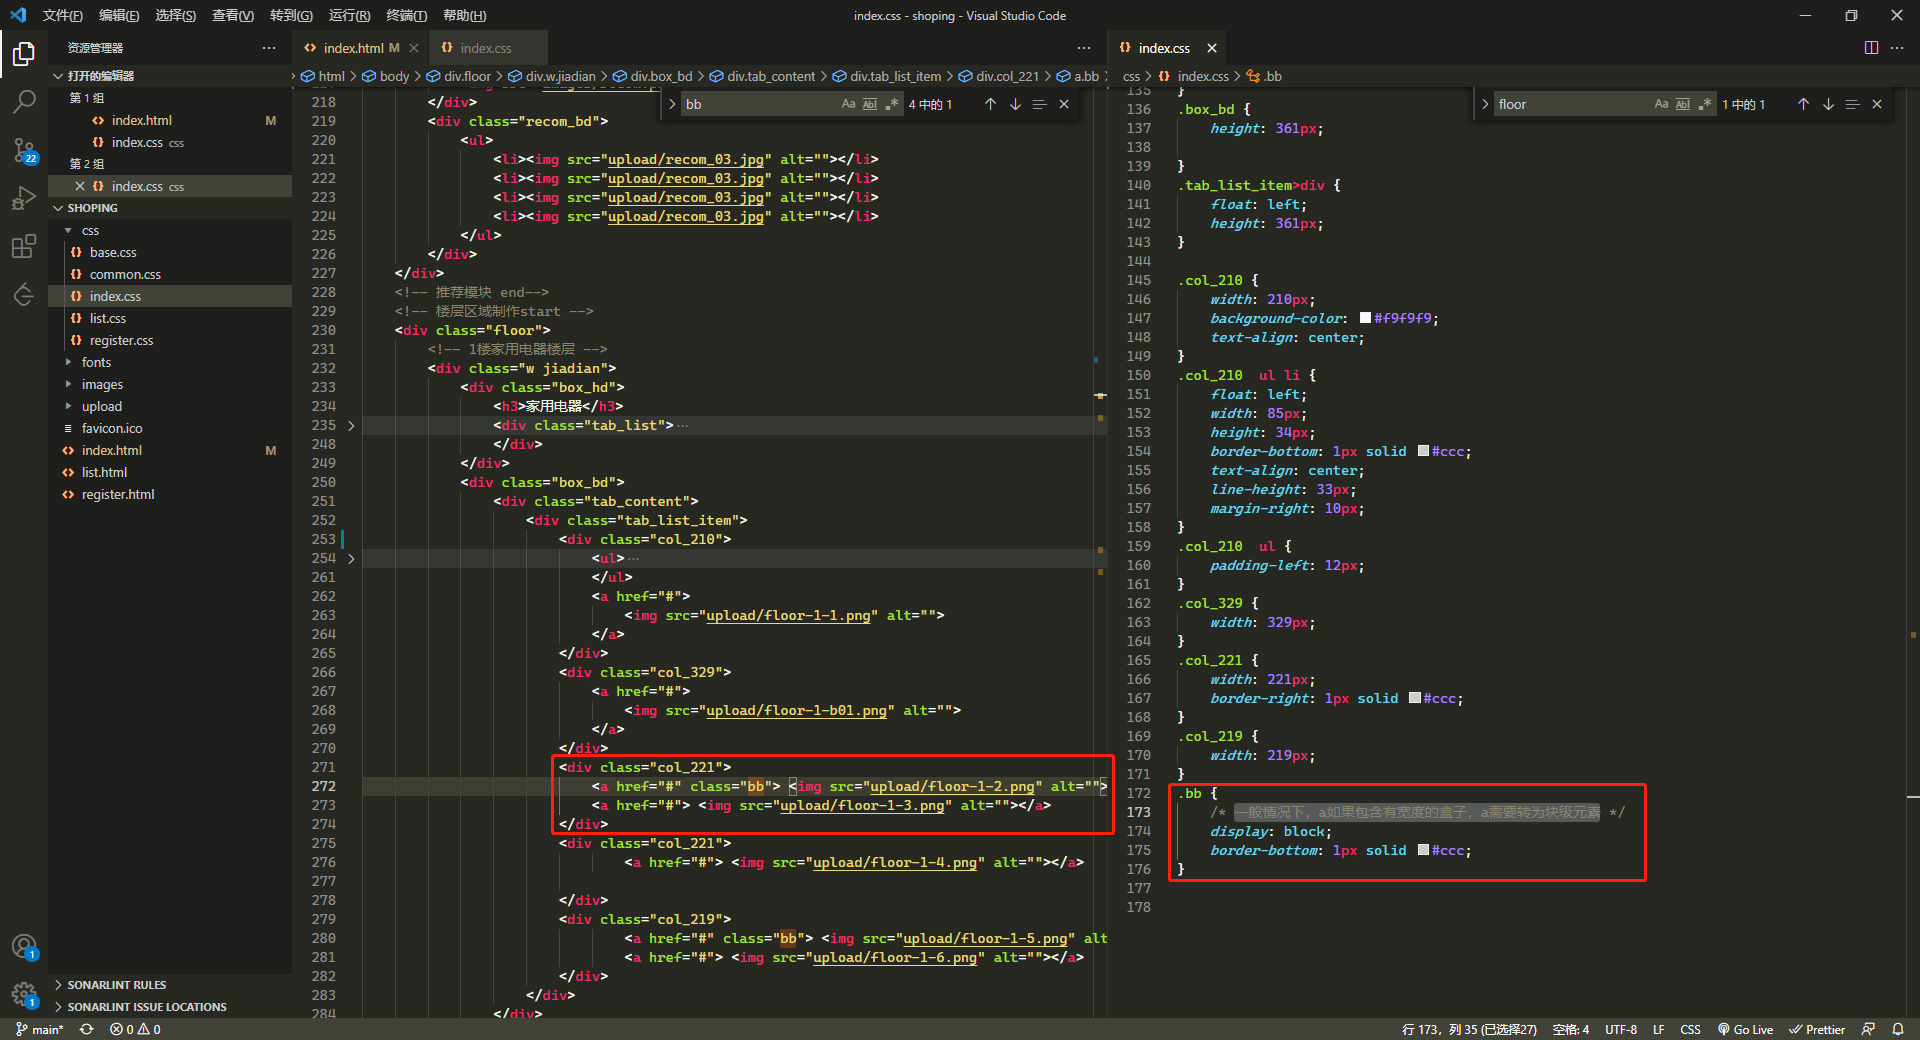 文件(F) 编辑(E) 选择(S) 查看(V) 转到(G) 运行(R) 终端(T) 帮助(H)
index.css - shoping - Visual Studio Code
资源管理器
打开的编辑器
第 1 组
index.html M
index.css css
第 2 组
index.css css
SHOPING
css
base.css
common.css
index.css
list.css
register.css
fonts
images
upload
favicon.ico
index.html M
list.html
register.html
SONARLINT RULES
SONARLINT ISSUE LOCATIONS
22
1
1
index.html M
index.css
html > body > div.floor > div.w.jiadian > div.box_bd > div.tab_content > div.tab_list_item > div.col_221 > a.bb
bb
4 中的 1
218 </div>
219 <div class="recom_bd">
220 <ul>
221 <li><img src="upload/recom_03.jpg" alt=""></li>
222 <li><img src="upload/recom_03.jpg" alt=""></li>
223 <li><img src="upload/recom_03.jpg" alt=""></li>
224 <li><img src="upload/recom_03.jpg" alt=""></li>
225 </ul>
226 </div>
227 </div>
228 <!-- 推荐模块 end-->
229 <!-- 楼层区域制作start -->
230 <div class="floor">
231 <!-- 1楼家用电器楼层 -->
232 <div class="w jiadian">
233 <div class="box_hd">
234 <h3>家用电器</h3>
235 <div class="tab_list">···
248 </div>
249 </div>
250 <div class="box_bd">
251 <div class="tab_content">
252 <div class="tab_list_item">
253 <div class="col_210">
254 <ul>···
261 </ul>
262 <a href="#">
263 <img src="upload/floor-1-1.png" alt="">
264 </a>
265 </div>
266 <div class="col_329">
267 <a href="#">
268 <img src="upload/floor-1-b01.png" alt="">
269 </a>
270 </div>
271 <div class="col_221">
272 <a href="#" class="bb"> <img src="upload/floor-1-2.png" alt="">
273 <a href="#"> <img src="upload/floor-1-3.png" alt=""></a>
274 </div>
275 <div class="col_221">
276 <a href="#"> <img src="upload/floor-1-4.png" alt=""></a>
277
278 </div>
279 <div class="col_219">
280 <a href="#" class="bb"> <img src="upload/floor-1-5.png" alt
281 <a href="#"> <img src="upload/floor-1-6.png" alt=""></a>
282 </div>
283 </div>
284 </div>
index.css
css > index.css > .bb
floor
1 中的 1
135 }
136 .box_bd {
137 height: 361px;
138
139 }
140 .tab_list_item>div {
141 float: left;
142 height: 361px;
143 }
144
145 .col_210 {
146 width: 210px;
147 background-color: #f9f9f9;
148 text-align: center;
149 }
150 .col_210 ul li {
151 float: left;
152 width: 85px;
153 height: 34px;
154 border-bottom: 1px solid #ccc;
155 text-align: center;
156 line-height: 33px;
157 margin-right: 10px;
158 }
159 .col_210 ul {
160 padding-left: 12px;
161 }
162 .col_329 {
163 width: 329px;
164 }
165 .col_221 {
166 width: 221px;
167 border-right: 1px solid #ccc;
168 }
169 .col_219 {
170 width: 219px;
171 }
172 .bb {
173 /* 一般情况下，a如果包含有宽度的盒子，a需要转为块级元素 */
174 display: block;
175 border-bottom: 1px solid #ccc;
176 }
177
178
main* 0 0
行 173，列 35 (已选择27) 空格: 4 UTF-8 LF CSS Go Live Prettier